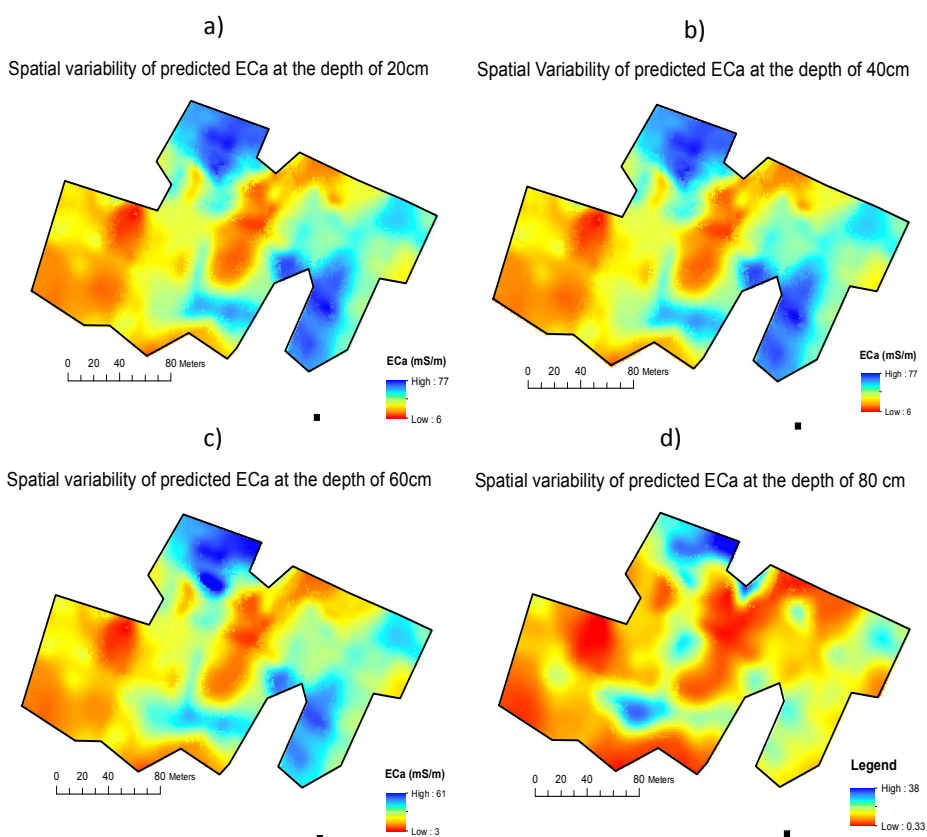 a)
Spatial variability of predicted ECa at the depth of 20cm
0 20 40 80 Meters
ECa (mS/m)
High : 77
Low : 6
b)
Spatial Variability of predicted ECa at the depth of 40cm
0 20 40 80 Meters
ECa (mS/m)
High : 77
Low : 6
c)
Spatial variability of predicted ECa at the depth of 60cm
0 20 40 80 Meters
ECa (mS/m)
High : 61
Low : 3
d)
Spatial variability of predicted ECa at the depth of 80 cm
0 20 40 80 Meters
Legend
High : 38
Low : 0.33